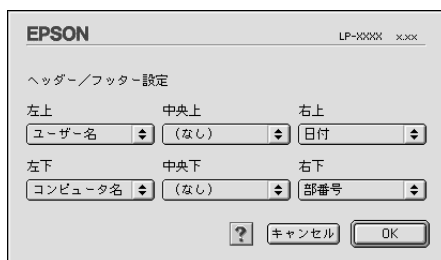 EPSON LP-XXXX x.xx
ヘッダー/フッター設定
左上 中央上 右上
ユーザー名 (なし) 日付
左下 中央下 右下
コンピュータ名 (なし) 部番号
? キャンセル OK